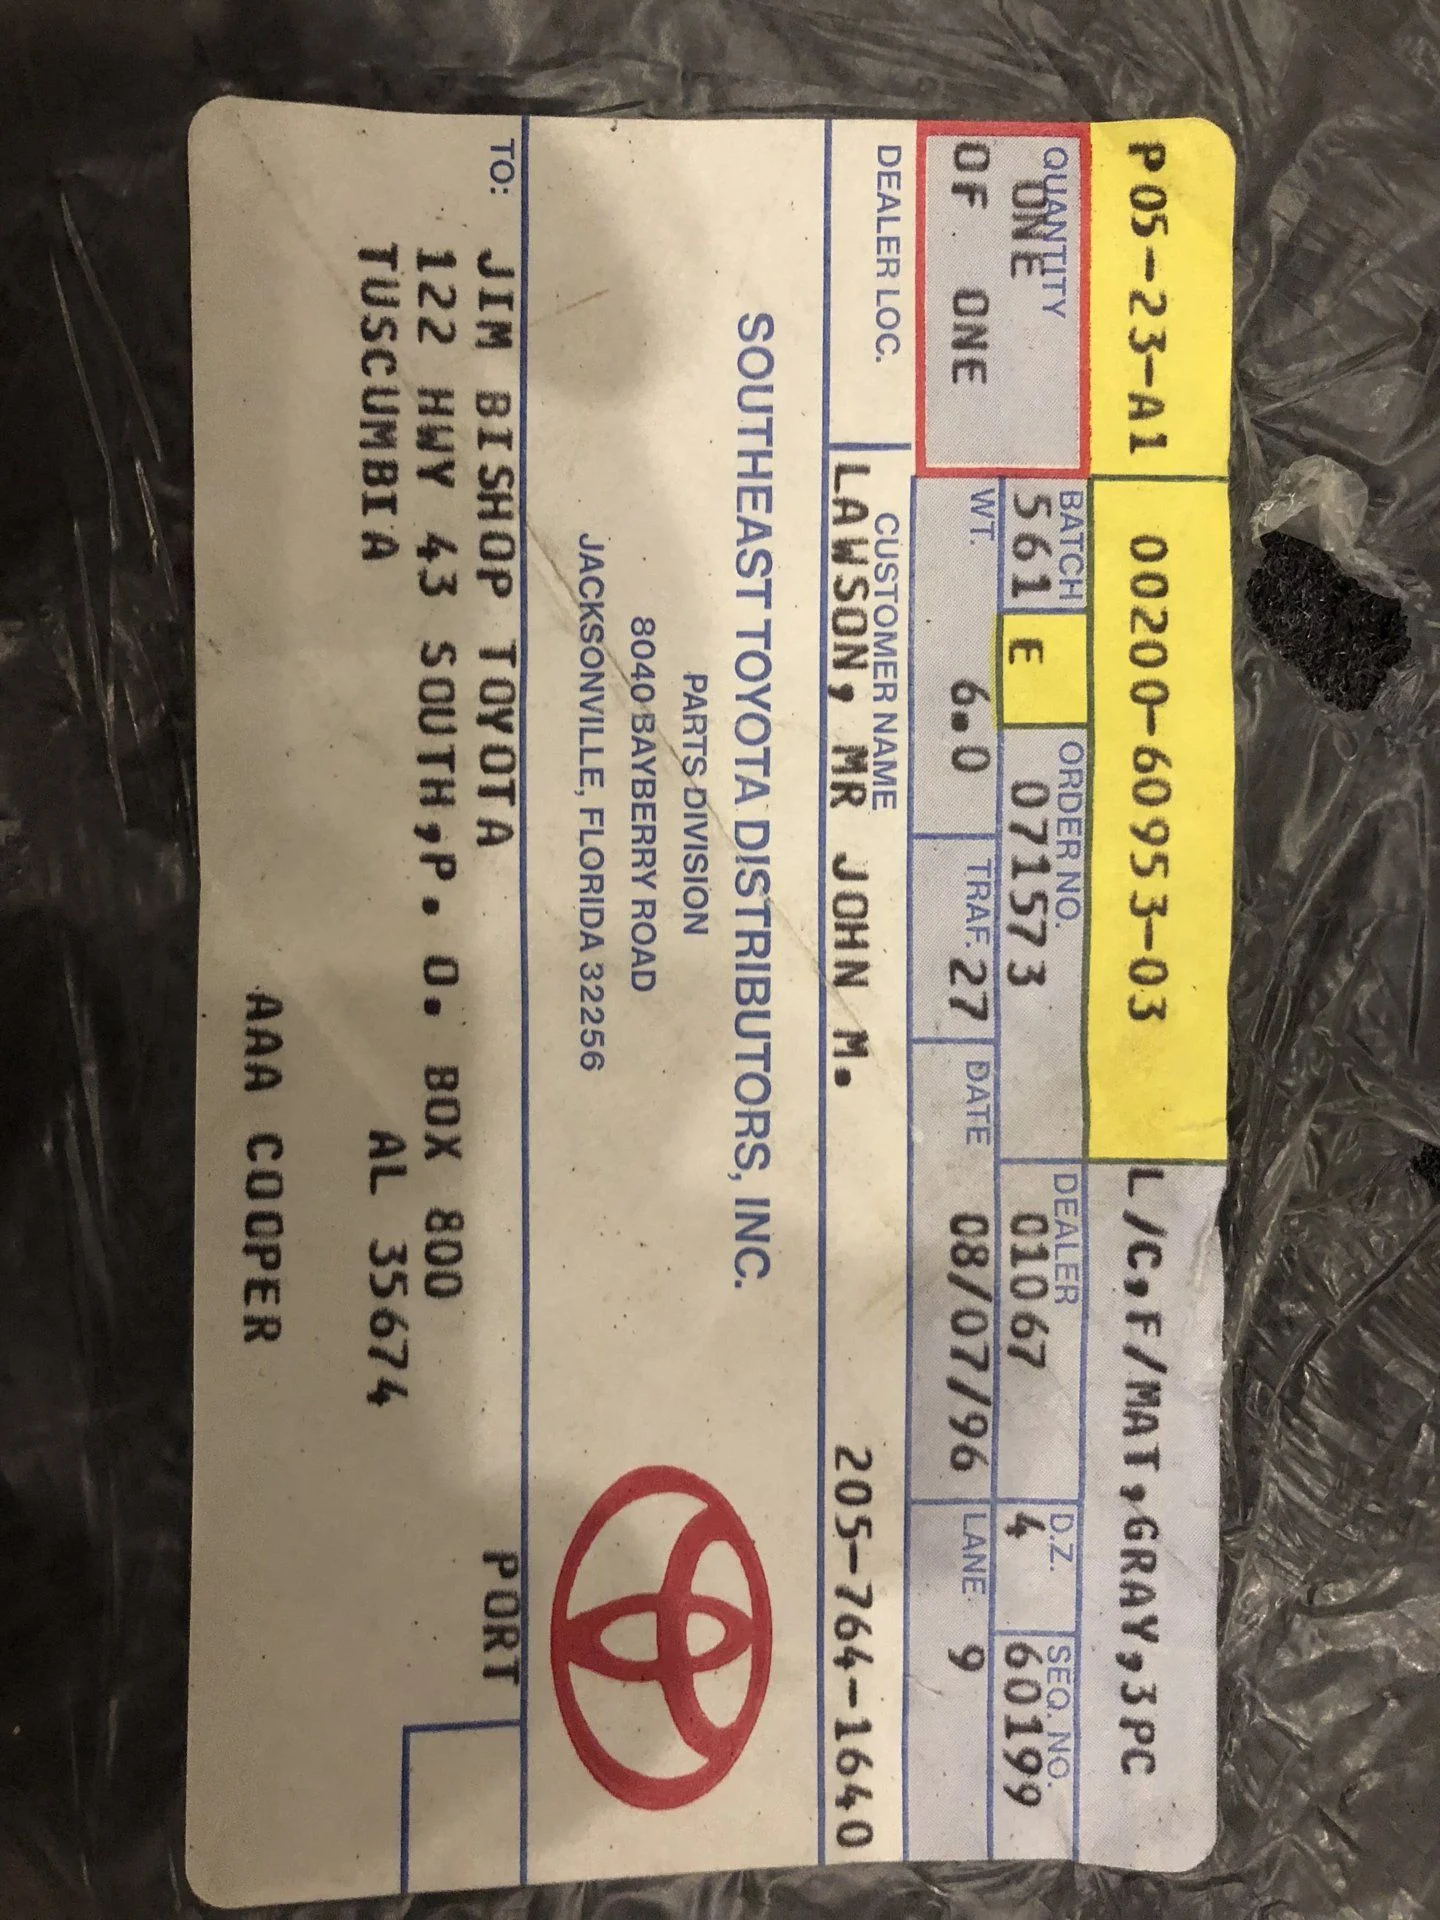 P05-23-A1 00200-60953-03 L/C,F/MAT,GRAY,3PC
QUANTITY BATCH ORDER NO. DEALER D.Z. SEQ. NO.
ONE 561 E 071573 01067 4 60199
OF ONE WT. 6.0 TRAF. 27 DATE 08/07/96 LANE 9
DEALER LOC. CUSTOMER NAME
LAWSON, MR JOHN M. 205-764-1640
SOUTHEAST TOYOTA DISTRIBUTORS, INC.
PARTS DIVISION
8040 BAYBERRY ROAD
JACKSONVILLE, FLORIDA 32256
TO: JIM BISHOP TOYOTA PORT
122 HWY 43 SOUTH,P. O. BOX 800
TUSCUMBIA AL 35674
AAA COOPER